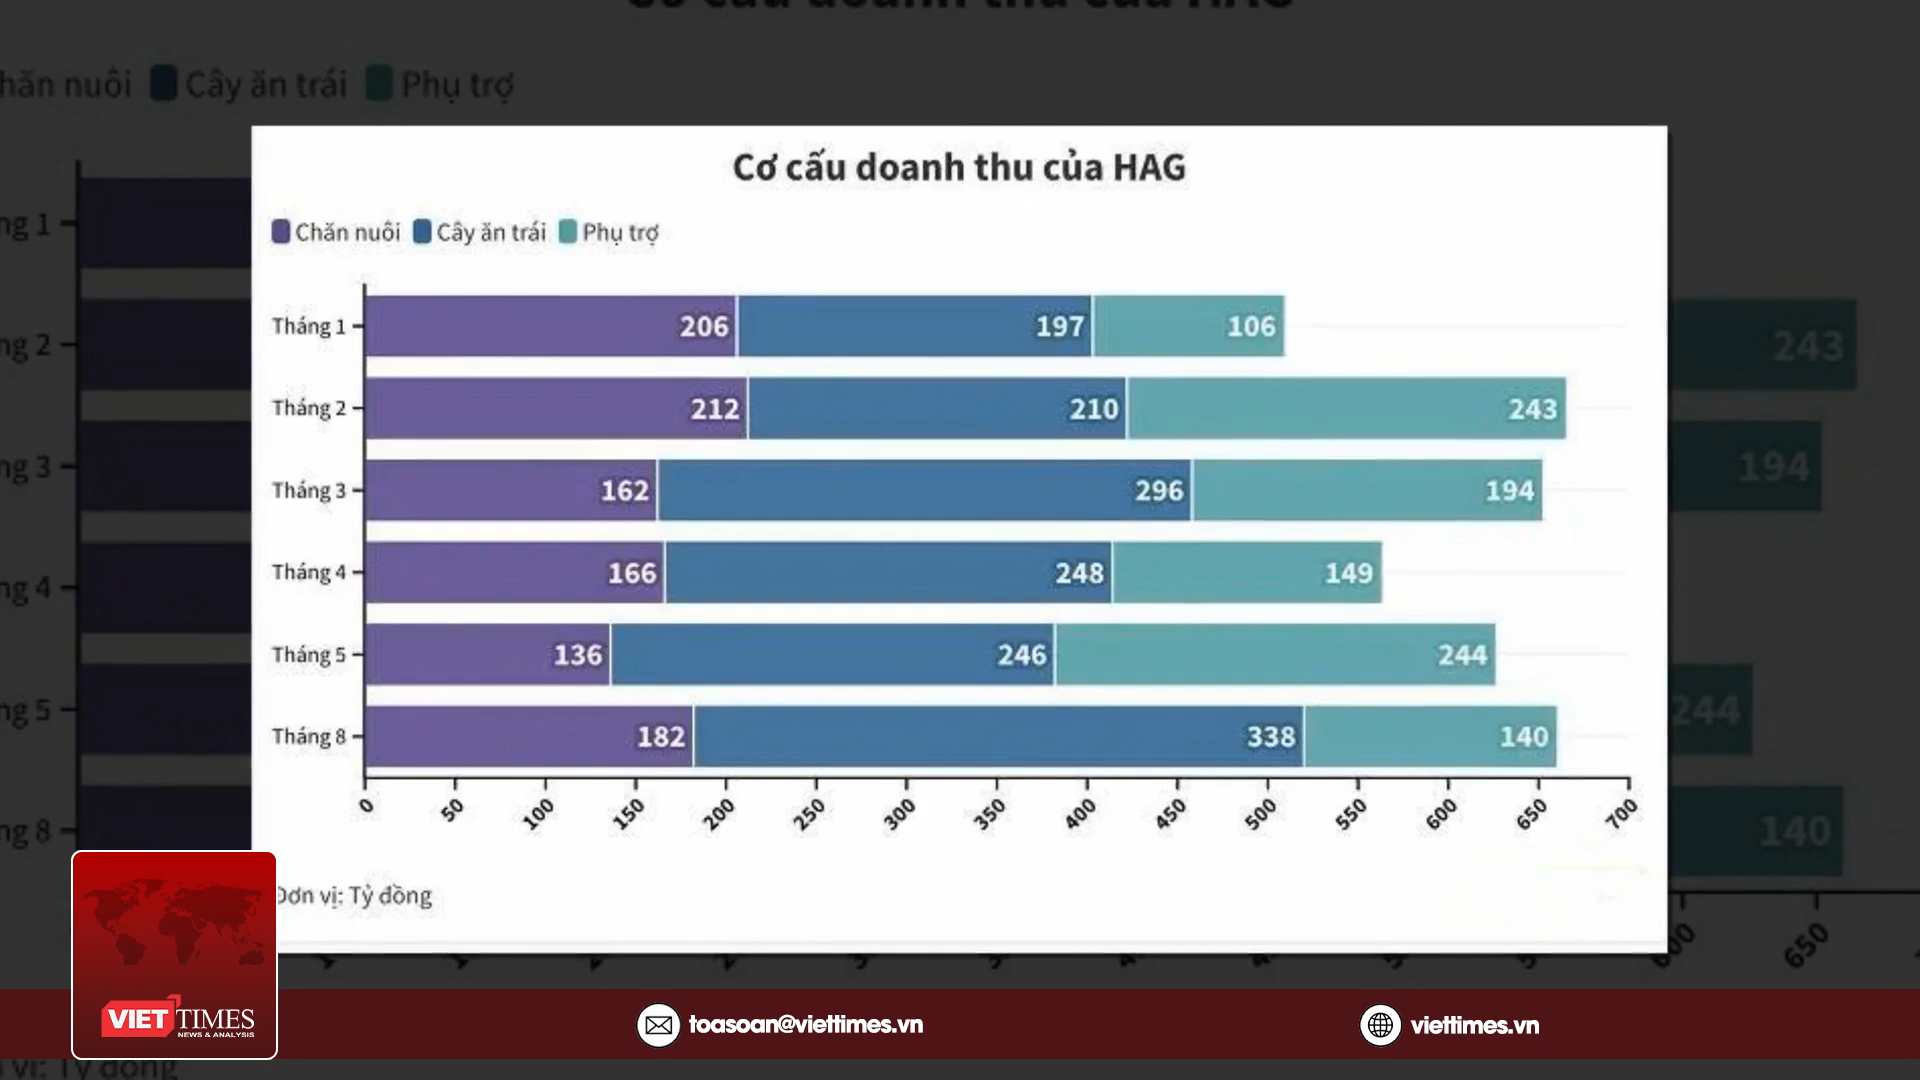 Cơ cấu doanh thu của HAG
Chăn nuôi Cây ăn trái Phụ trợ
Tháng 1 206 197 106
Tháng 2 212 210 243
Tháng 3 162 296 194
Tháng 4 166 248 149
Tháng 5 136 246 244
Tháng 8 182 338 140
0 50 100 150 200 250 300 350 400 450 500 550 600 650 700
Đơn vị: Tỷ đồng
VIETTIMES
NEWS & ANALYSIS
toasoan@viettimes.vn
viettimes.vn